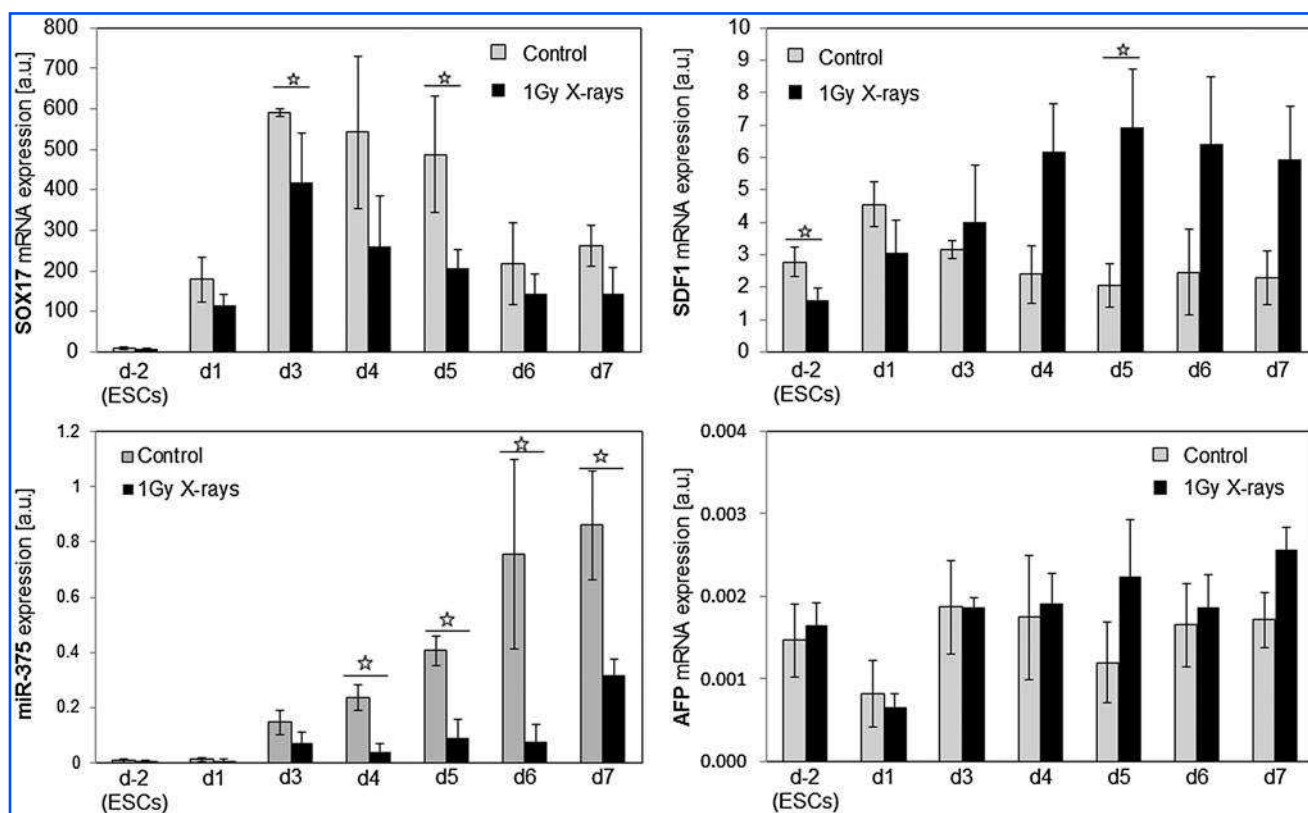 SOX17 mRNA expression [a.u.]
800
700
600
500
400
300
200
100
0
Control
1Gy X-rays
d-2 d1 d3 d4 d5 d6 d7
(ESCs)
SDF1 mRNA expression [a.u.]
10
9
8
7
6
5
4
3
2
1
0
Control
1Gy X-rays
d-2 d1 d3 d4 d5 d6 d7
(ESCs)
miR-375 expression [a.u.]
1.2
1
0.8
0.6
0.4
0.2
0
Control
1Gy X-rays
d-2 d1 d3 d4 d5 d6 d7
(ESCs)
AFP mRNA expression [a.u.]
0.004
0.003
0.002
0.001
0.000
Control
1Gy X-rays
d-2 d1 d3 d4 d5 d6 d7
(ESCs)